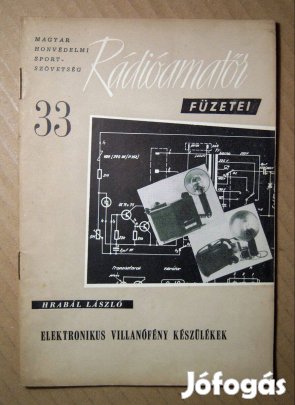 MAGYAR
HONVÉDELMI
SPORT-
SZÖVETSÉG
Rádióamatőr
FÜZETEI
33
HRABÁL LÁSZLÓ
ELEKTRONIKUS VILLANÓFÉNY KÉSZÜLÉKEK
Jófogás